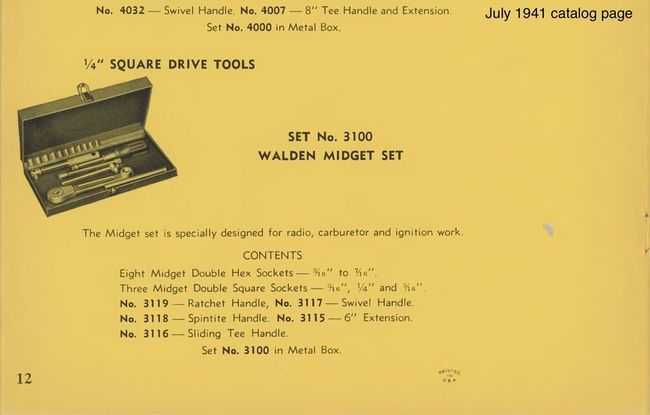 No. 4032 — Swivel Handle. No. 4007 — 8" Tee Handle and Extension.
Set No. 4000 in Metal Box.
July 1941 catalog page
¼" SQUARE DRIVE TOOLS
SET No. 3100
WALDEN MIDGET SET
The Midget set is specially designed for radio, carburetor and ignition work.
CONTENTS
Eight Midget Double Hex Sockets — 3/16" to 7/16".
Three Midget Double Square Sockets — 3/16", 1/4" and 5/16".
No. 3119 — Ratchet Handle, No. 3117 — Swivel Handle.
No. 3118 — Spintite Handle. No. 3115 — 6" Extension.
No. 3116 — Sliding Tee Handle.
Set No. 3100 in Metal Box.
12
PRINTED
IN
U.S.A.